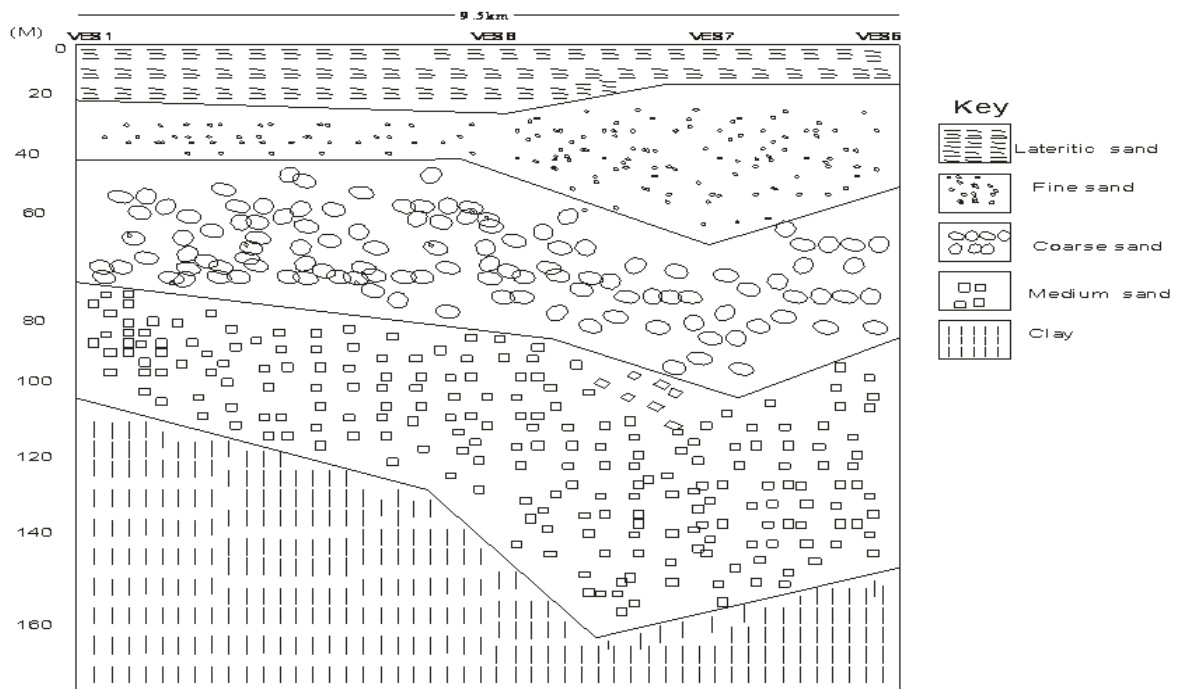 9.5km
(M) VES1 VES6 VES7 VES5
0
20
40
60
80
100
120
140
160
Key
Lateritic sand
Fine sand
Coarse sand
Medium sand
Clay